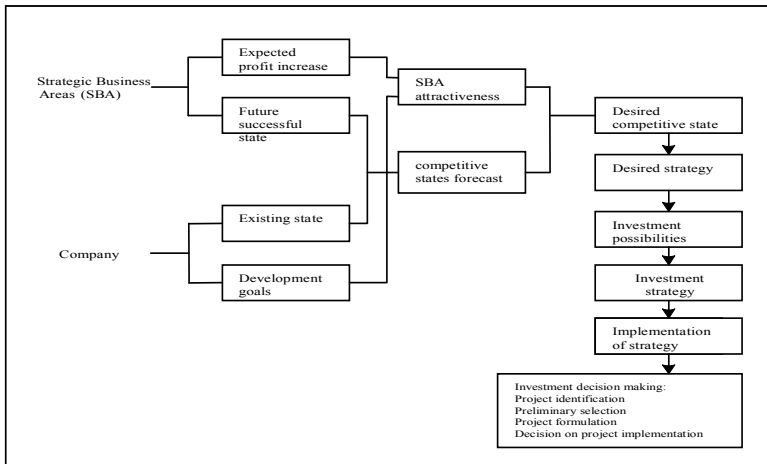 Strategic Business
Areas (SBA)
Expected
profit increase
Future
successful
state
Company
Existing state
Development
goals
SBA
attractiveness
competitive
states forecast
Desired
competitive state
Desired strategy
Investment
possibilities
Investment
strategy
Implementation
of strategy
Investment decision making:
Project identification
Preliminary selection
Project formulation
Decision on project implementation